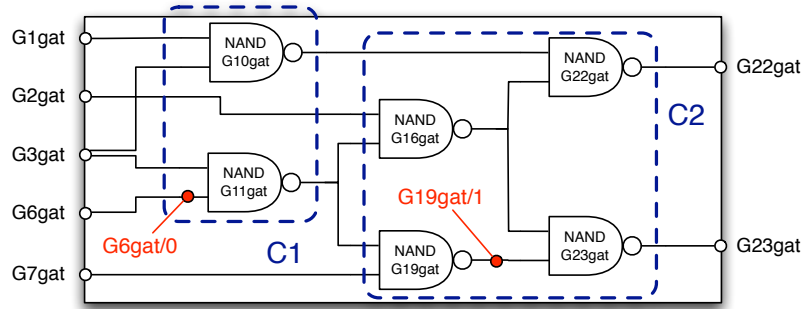 G1gat
NAND
G10gat
NAND
G22gat
G22gat
G2gat
NAND
G16gat
C2
G3gat
NAND
G11gat
G6gat
G19gat/1
G6gat/0
C1
NAND
G19gat
NAND
G23gat
G23gat
G7gat